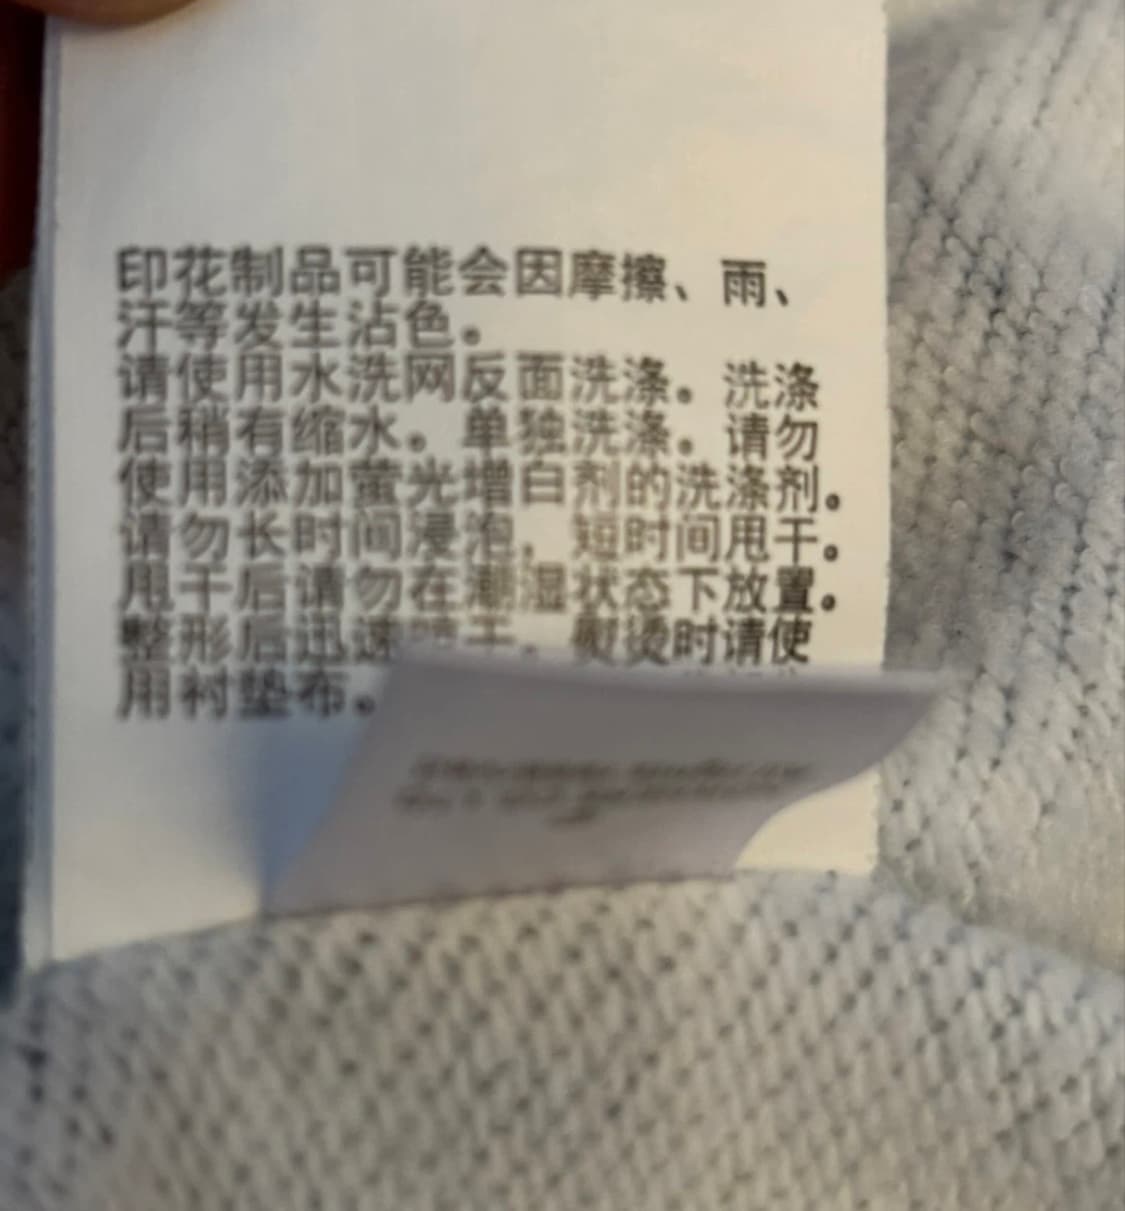 印花制品可能会因摩擦、雨、
汗等发生沾色。
请使用水洗网反面洗涤。洗涤
后稍有缩水。单独洗涤。请勿
使用添加萤光增白剂的洗涤剂。
请勿长时间浸泡。短时间甩干。
甩干后请勿在潮湿状态下放置。
整形后迅速 干。熨烫时请使
用衬垫布。